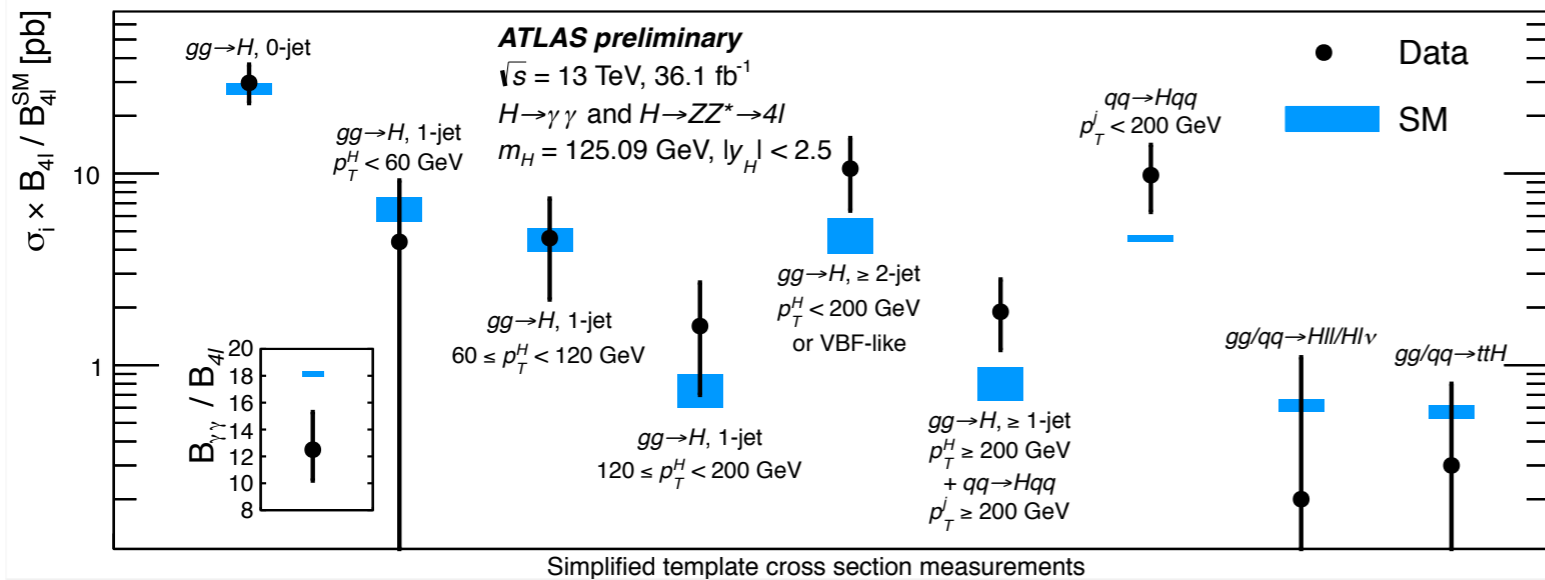 σᵢ × B₄ₗ / B₄ₗˢᴹ [pb]
10
1
gg→H, 0-jet
gg→H, 1-jet
p_T^H < 60 GeV
ATLAS preliminary
√s = 13 TeV, 36.1 fb⁻¹
H→γγ and H→ZZ*→4l
m_H = 125.09 GeV, |y_H| < 2.5
qq→Hqq
p_T^j < 200 GeV
Data
SM
gg→H, 1-jet
60 ≤ p_T^H < 120 GeV
gg→H, 1-jet
120 ≤ p_T^H < 200 GeV
gg→H, ≥ 2-jet
p_T^H < 200 GeV
or VBF-like
gg→H, ≥ 1-jet
p_T^H ≥ 200 GeV
+ qq→Hqq
p_T^j ≥ 200 GeV
gg/qq→Hll/Hlν
gg/qq→ttH
B_γγ / B_4l
20
18
16
14
12
10
8
Simplified template cross section measurements